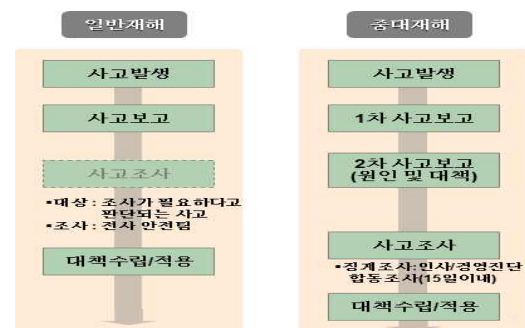 일반재해
사고발생
사고보고
사고조사
▪대상 : 조사가 필요하다고
판단되는 사고
▪조사 : 전사 안전팀
대책수립/적용
중대재해
사고발생
1차 사고보고
2차 사고보고
(원인 및 대책)
사고조사
▪징계조사:인사/경영진단
합동조사(15일이내)
대책수립/적용